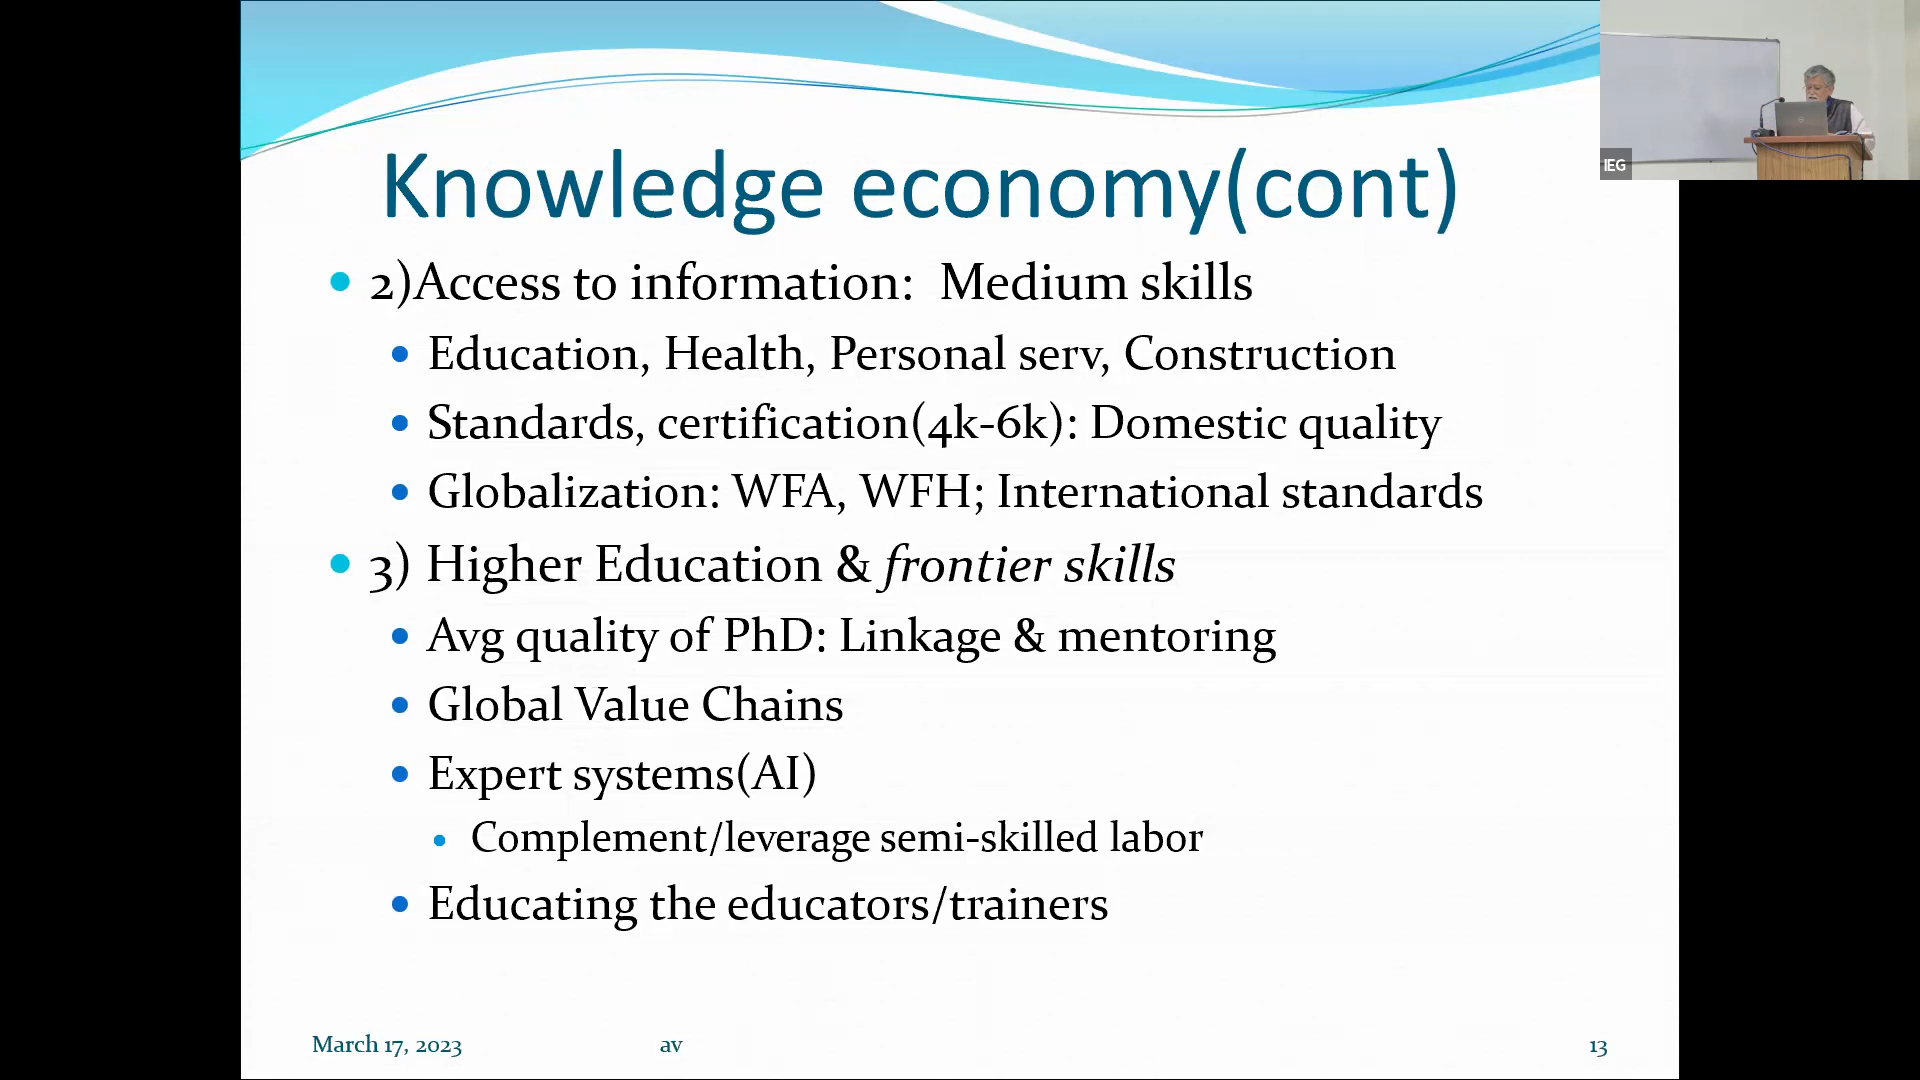 Knowledge economy(cont)
2)Access to information:  Medium skills
Education, Health, Personal serv, Construction
Standards, certification(4k-6k): Domestic quality
Globalization: WFA, WFH; International standards
3) Higher Education & frontier skills
Avg quality of PhD: Linkage & mentoring
Global Value Chains
Expert systems(AI)
Complement/leverage semi-skilled labor
Educating the educators/trainers
March 17, 2023
av
13
IEG